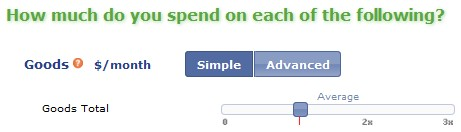 How much do you spend on each of the following?
Goods ? $/month Simple Advanced
Average
Goods Total
0 2x 3x